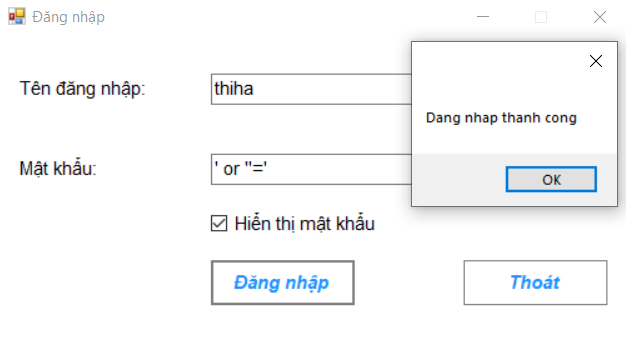 Đăng nhập
Tên đăng nhập:
thiha
Dang nhap thanh cong
OK
Mật khẩu:
' or ''='
Hiển thị mật khẩu
Đăng nhập
Thoát